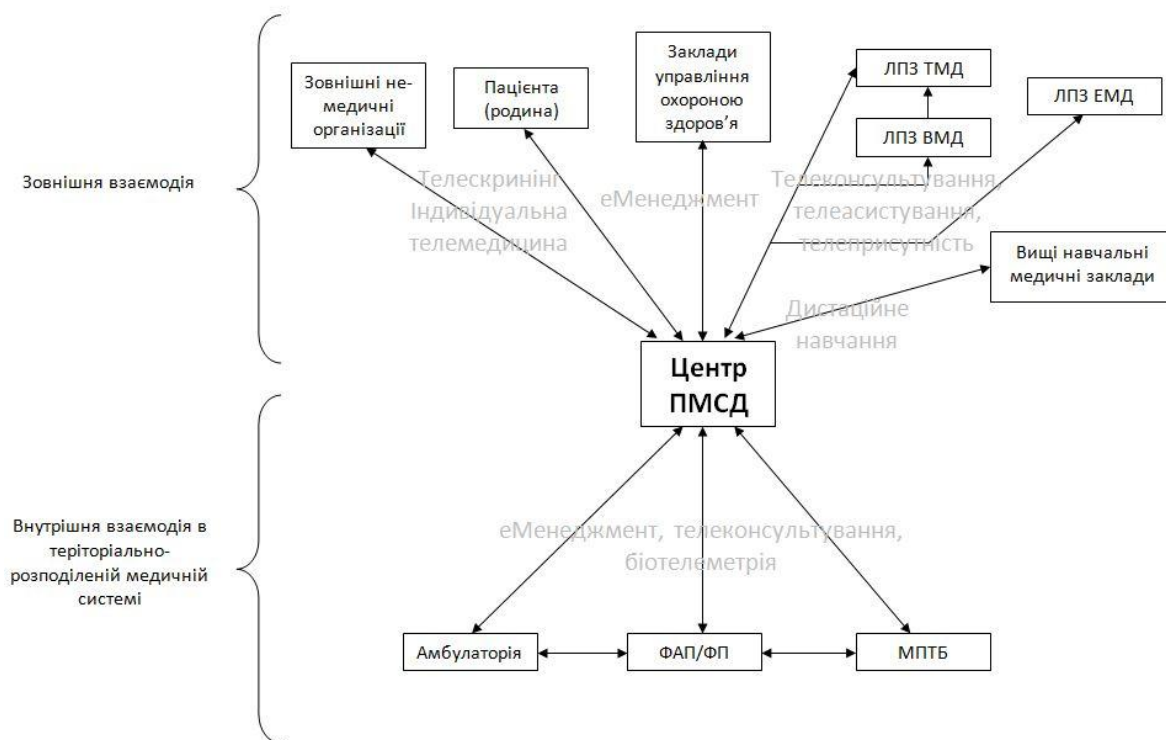 Зовнішні не-
медичні
організації
Пацієнта
(родина)
Заклади
управління
охороною
здоров’я
ЛПЗ ТМД
ЛПЗ ВМД
ЛПЗ ЕМД
Зовнішня взаємодія
Телескринінг
Індивідуальна
телемедицина
еМенеджмент
Телеконсультування,
телеасистування,
телеприсутність
Вищі навчальні
медичні заклади
Дистаційне
навчання
Центр
ПМСД
Внутрішня взаємодія в
теріторіально-
розподіленій медичній
системі
еМенеджмент, телеконсультування,
біотелеметрія
Амбулаторія
ФАП/ФП
МПТБ